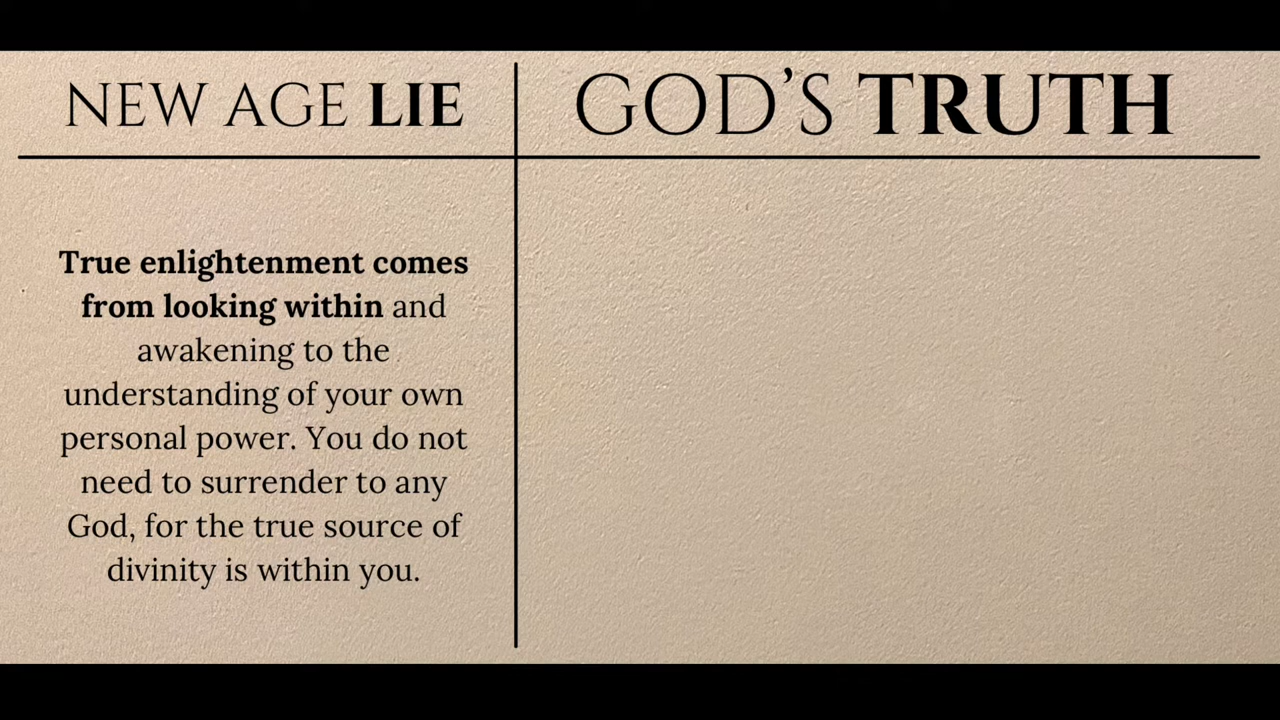 NEW AGE LIE
GOD’S TRUTH
True enlightenment comes
from looking within and
awakening to the
understanding of your own
personal power. You do not
need to surrender to any
God, for the true source of
divinity is within you.